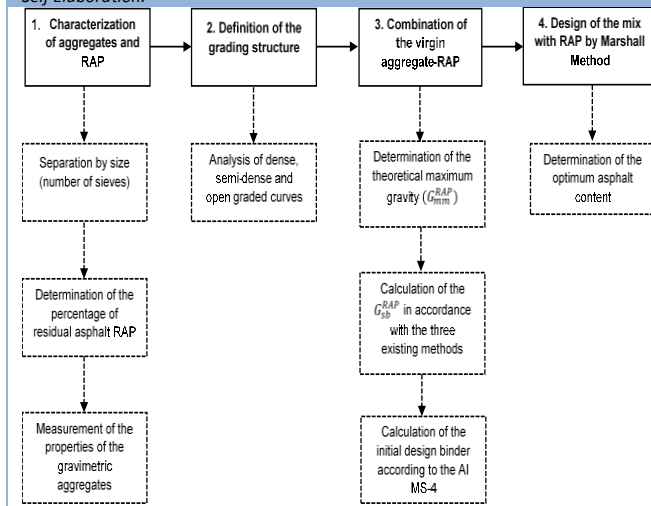 Self Elaboration.
1. Characterization
of aggregates and
RAP
2. Definition of the
grading structure
3. Combination of
the virgin
aggregate-RAP
4. Design of the mix
with RAP by Marshall
Method
Separation by size
(number of sieves)
Analysis of dense,
semi-dense and
open graded curves
Determination of the
theoretical maximum
gravity (G_{mm}^{RAP})
Determination of the
optimum asphalt
content
Determination of the
percentage of
residual asphalt RAP
Calculation of the
G_{sb}^{RAP} in accordance
with the three
existing methods
Measurement of the
properties of the
gravimetric
aggregates
Calculation of the
initial design binder
according to the AI
MS-4